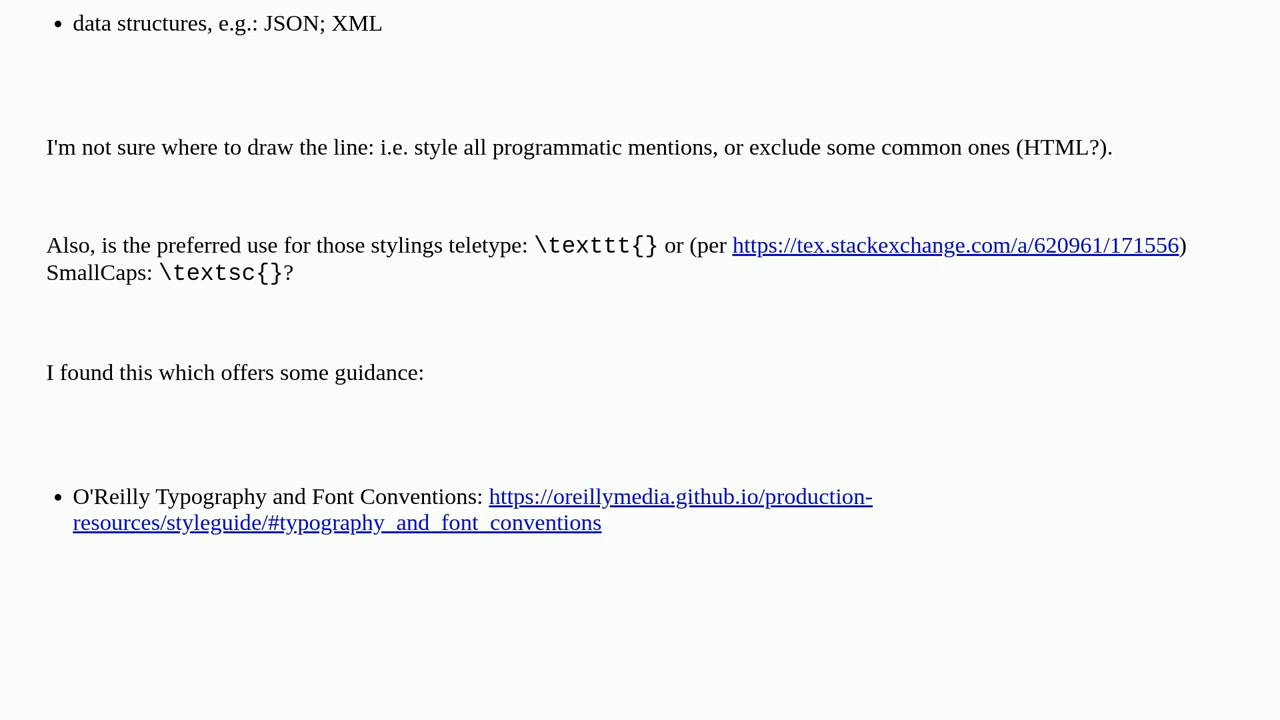 • data structures, e.g.: JSON; XML
I'm not sure where to draw the line: i.e. style all programmatic mentions, or exclude some common ones (HTML?).
Also, is the preferred use for those stylings teletype: \texttt{} or (per https://tex.stackexchange.com/a/620961/171556)
SmallCaps: \textsc{}?
I found this which offers some guidance:
• O'Reilly Typography and Font Conventions: https://oreillymedia.github.io/production-
resources/styleguide/#typography_and_font_conventions